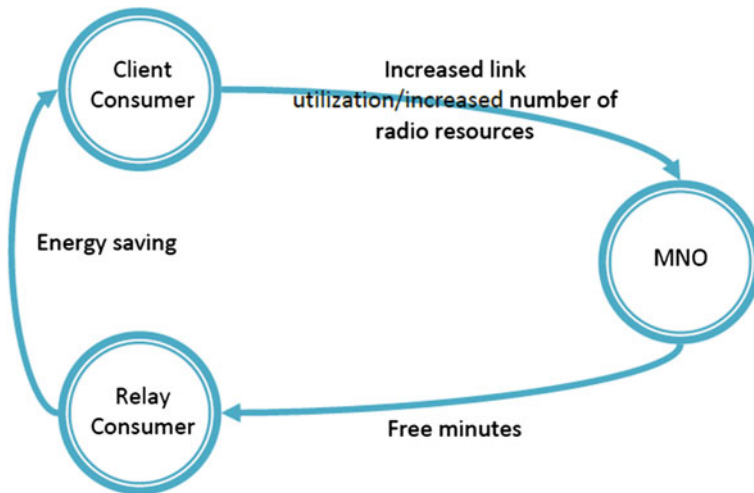 Client
Consumer
Increased link
utilization/increased number of
radio resources
Energy saving
MNO
Relay
Consumer
Free minutes